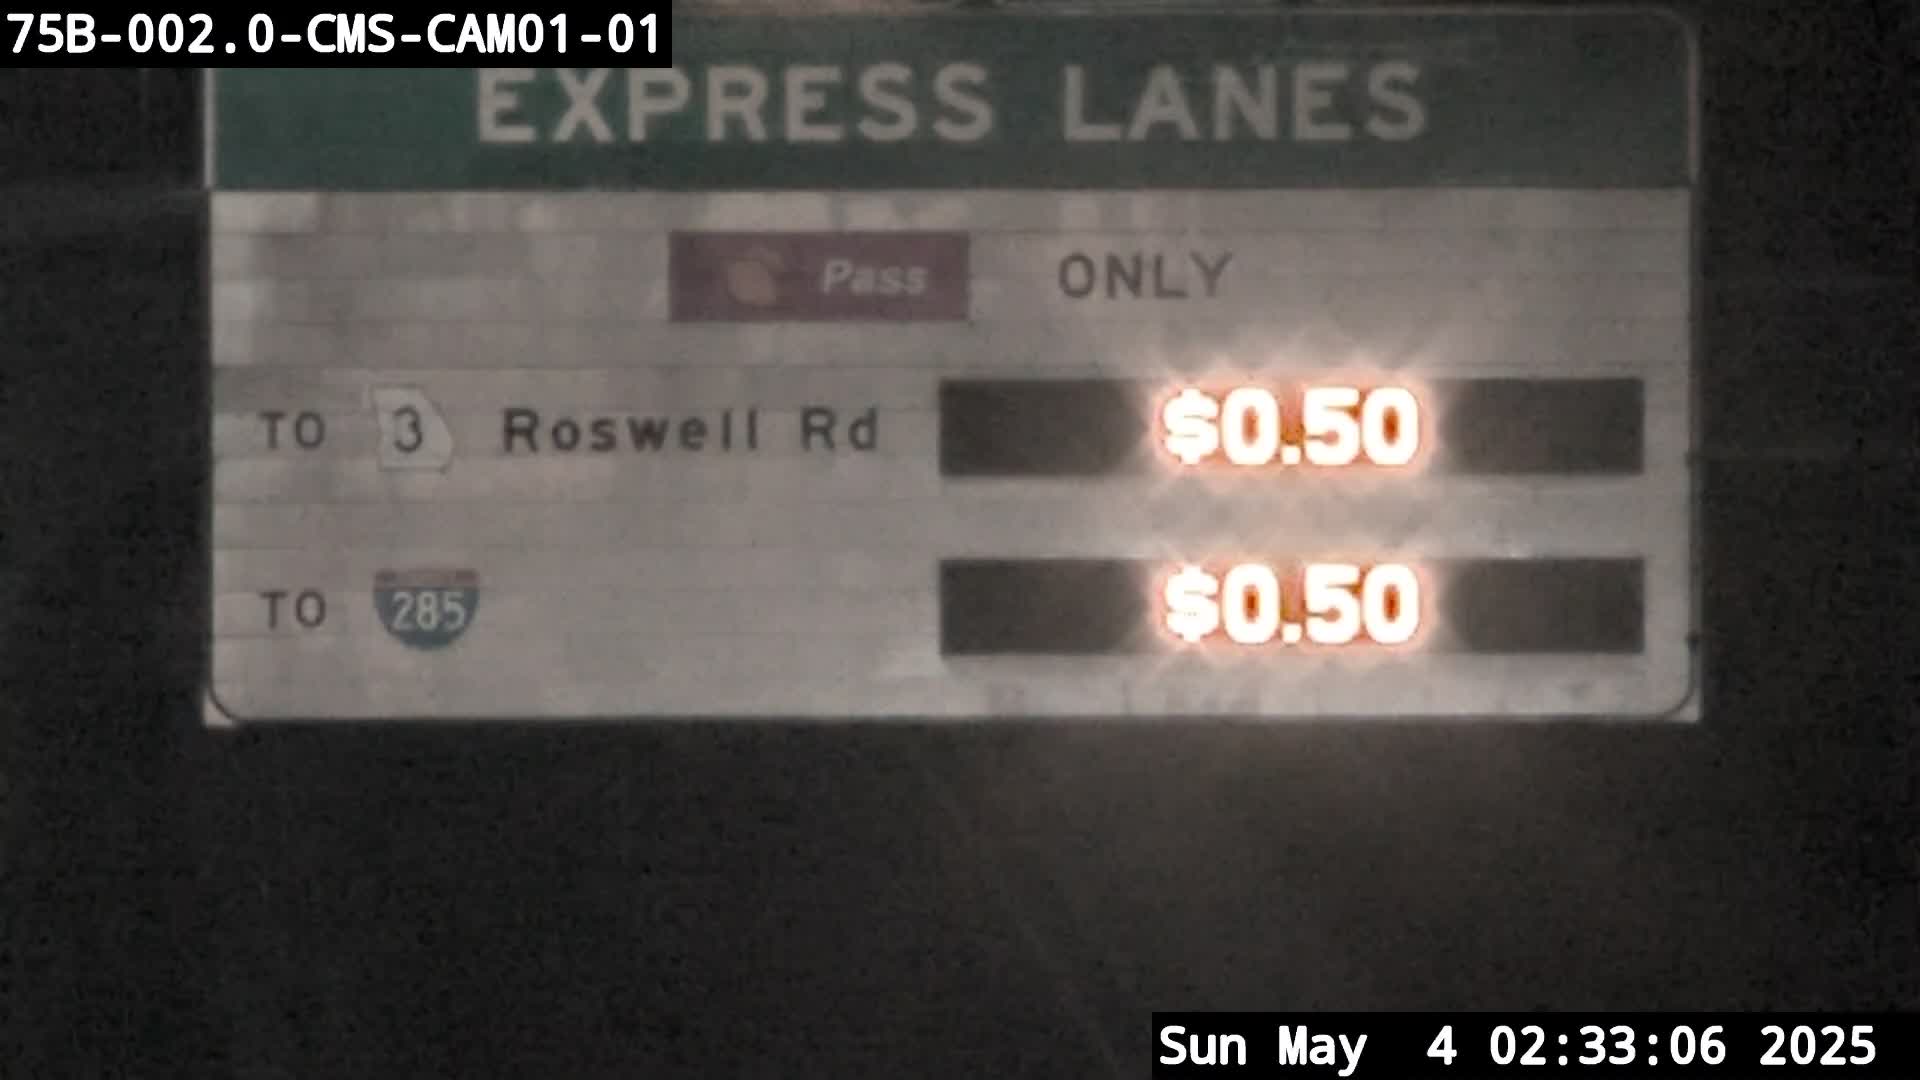 75B-002.0-CMS-CAM01-01
EXPRESS LANES
Pass ONLY
TO 3 Roswell Rd $0.50
TO 285 $0.50
Sun May 4 02:33:06 2025